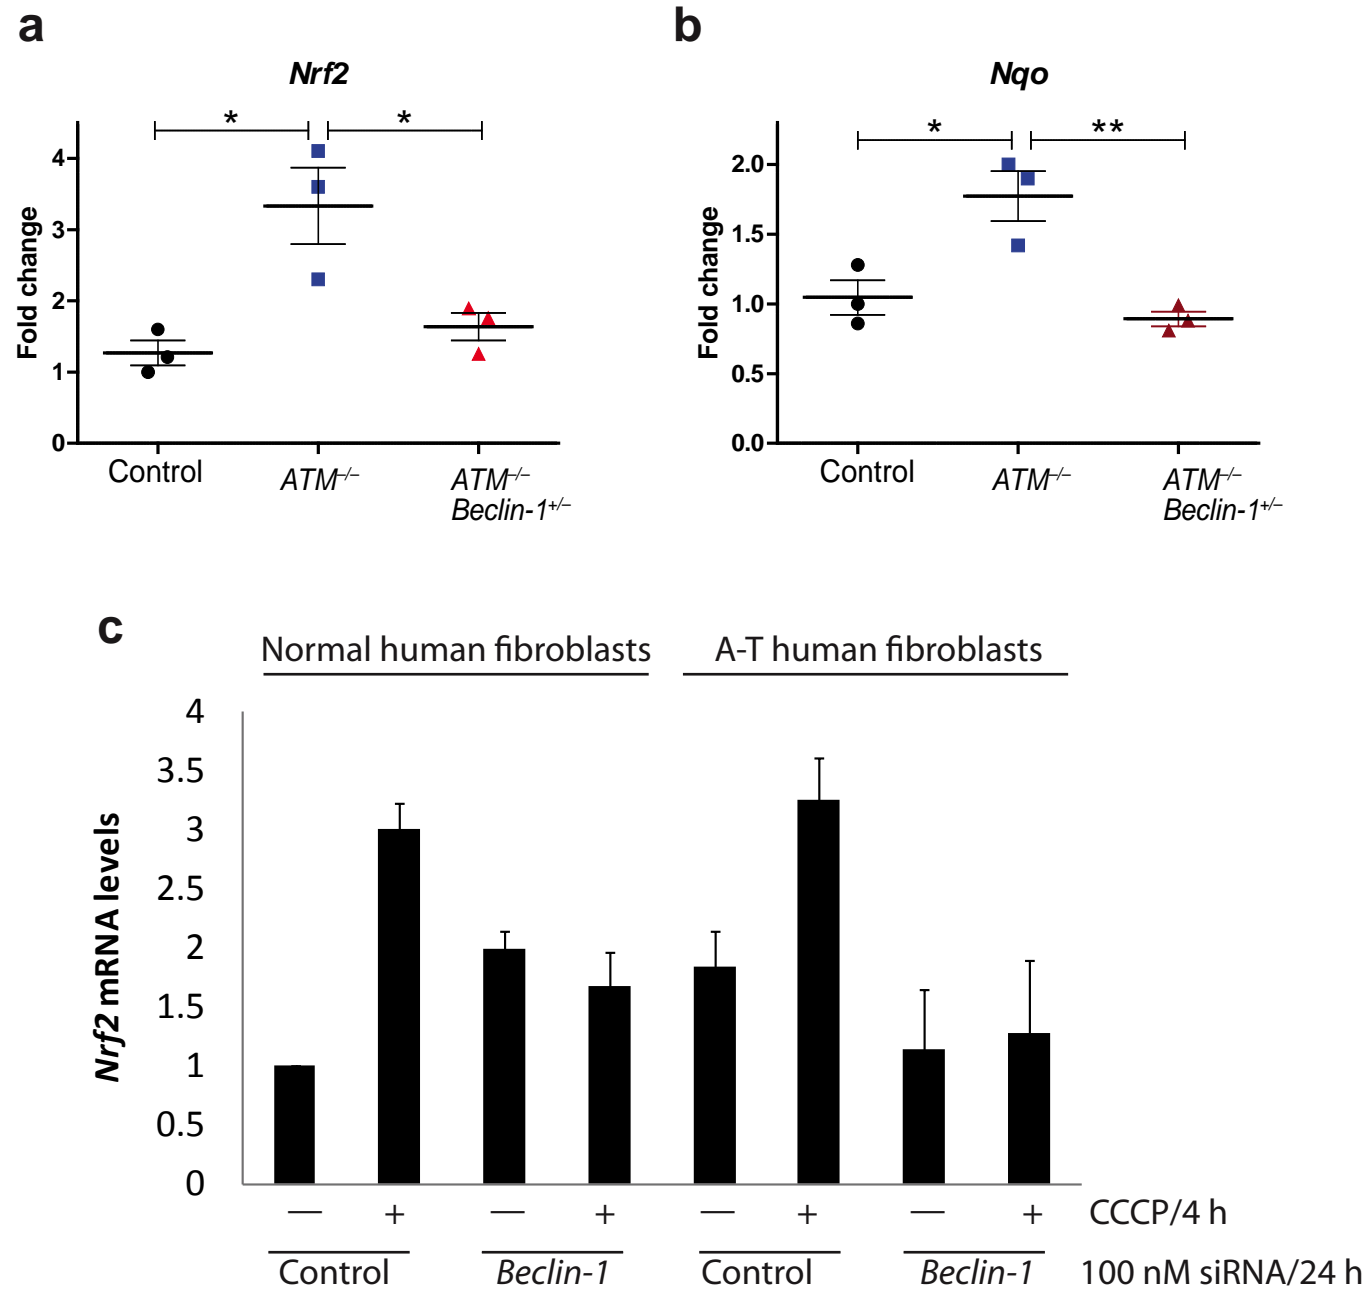 a
Nrf2
* *
Fold change
4
3
2
1
0
Control ATM–/– ATM–/–
Beclin-1+/–
b
Nqo
* **
Fold change
2.0
1.5
1.0
0.5
0.0
Control ATM–/– ATM–/–
Beclin-1+/–
c
Normal human fibroblasts A-T human fibroblasts
Nrf2 mRNA levels
4
3.5
3
2.5
2
1.5
1
0.5
0
— + — + — + — + CCCP/4 h
Control Beclin-1 Control Beclin-1 100 nM siRNA/24 h